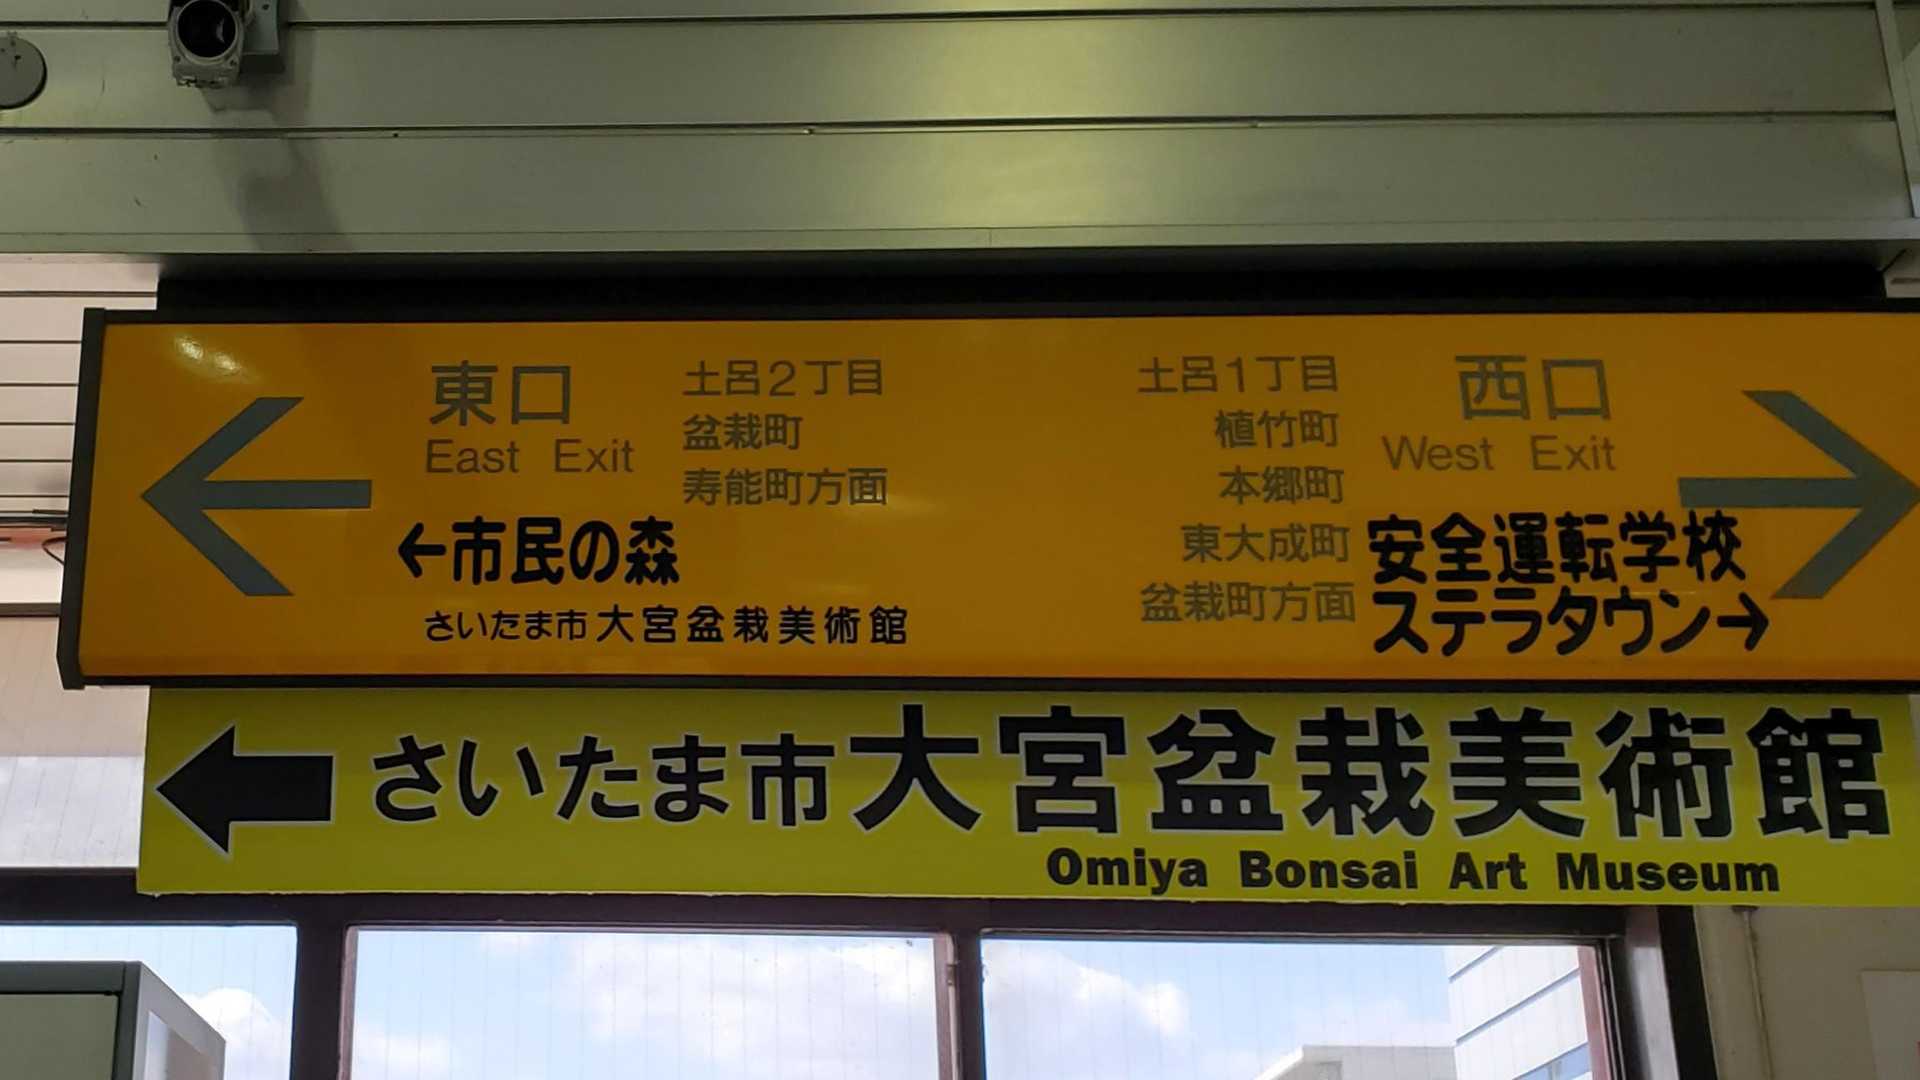 東口
East Exit
土呂2丁目
盆栽町
寿能町方面
←市民の森
さいたま市大宮盆栽美術館
土呂1丁目
植竹町
本郷町
東大成町
盆栽町方面
西口
West Exit
安全運転学校
ステラタウン→
さいたま市大宮盆栽美術館
Omiya Bonsai Art Museum